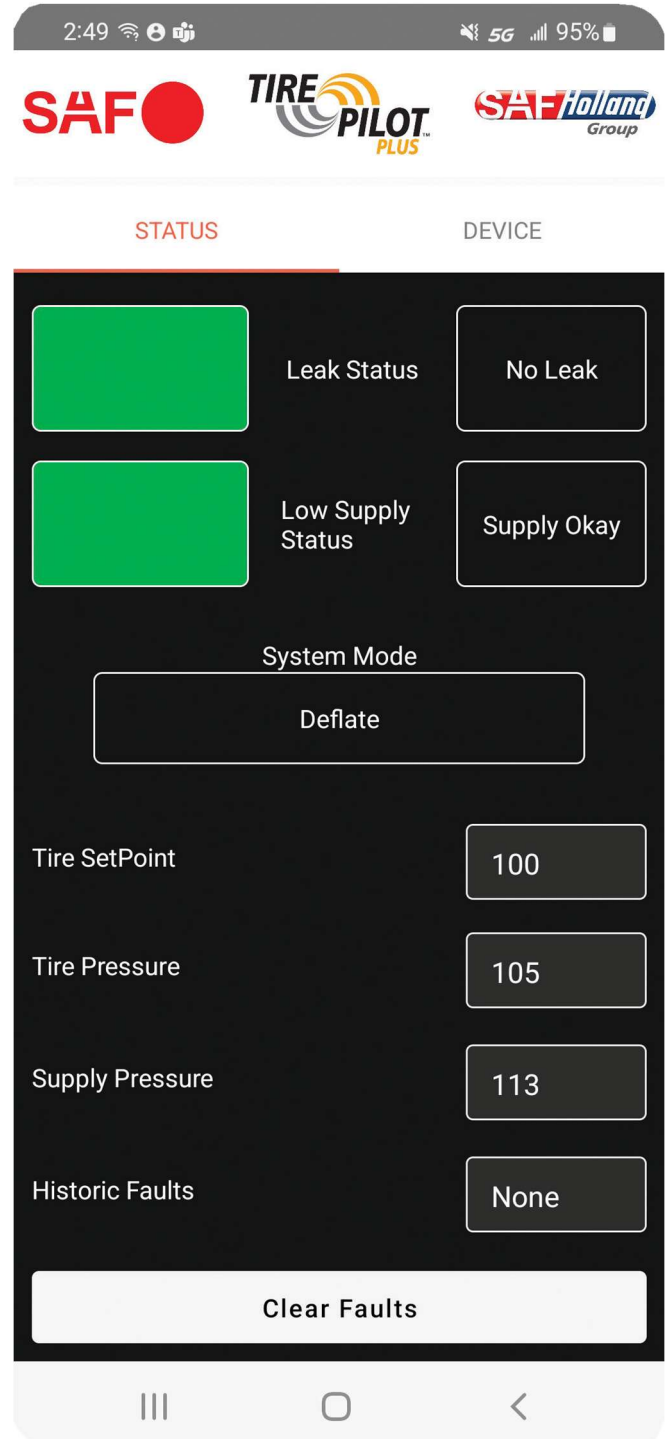 2:49
5G
95%
SAF
TIRE
PILOT™
PLUS
SAF Holland
Group
STATUS
DEVICE
Leak Status
No Leak
Low Supply
Status
Supply Okay
System Mode
Deflate
Tire SetPoint
100
Tire Pressure
105
Supply Pressure
113
Historic Faults
None
Clear Faults